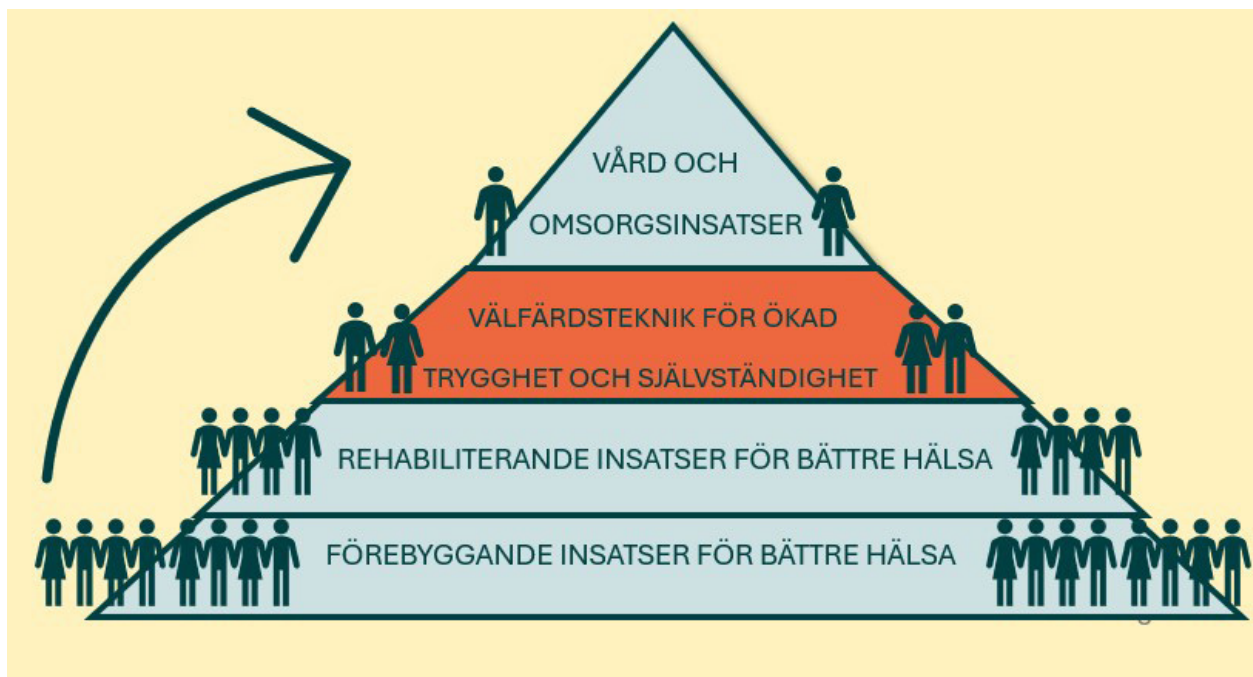 VÅRD OCH
OMSORGSINSATSER
VÄLFÄRDSTEKNIK FÖR ÖKAD
TRYGGHET OCH SJÄLVSTÄNDIGHET
REHABILITERANDE INSATSER FÖR BÄTTRE HÄLSA
FÖREBYGGANDE INSATSER FÖR BÄTTRE HÄLSA